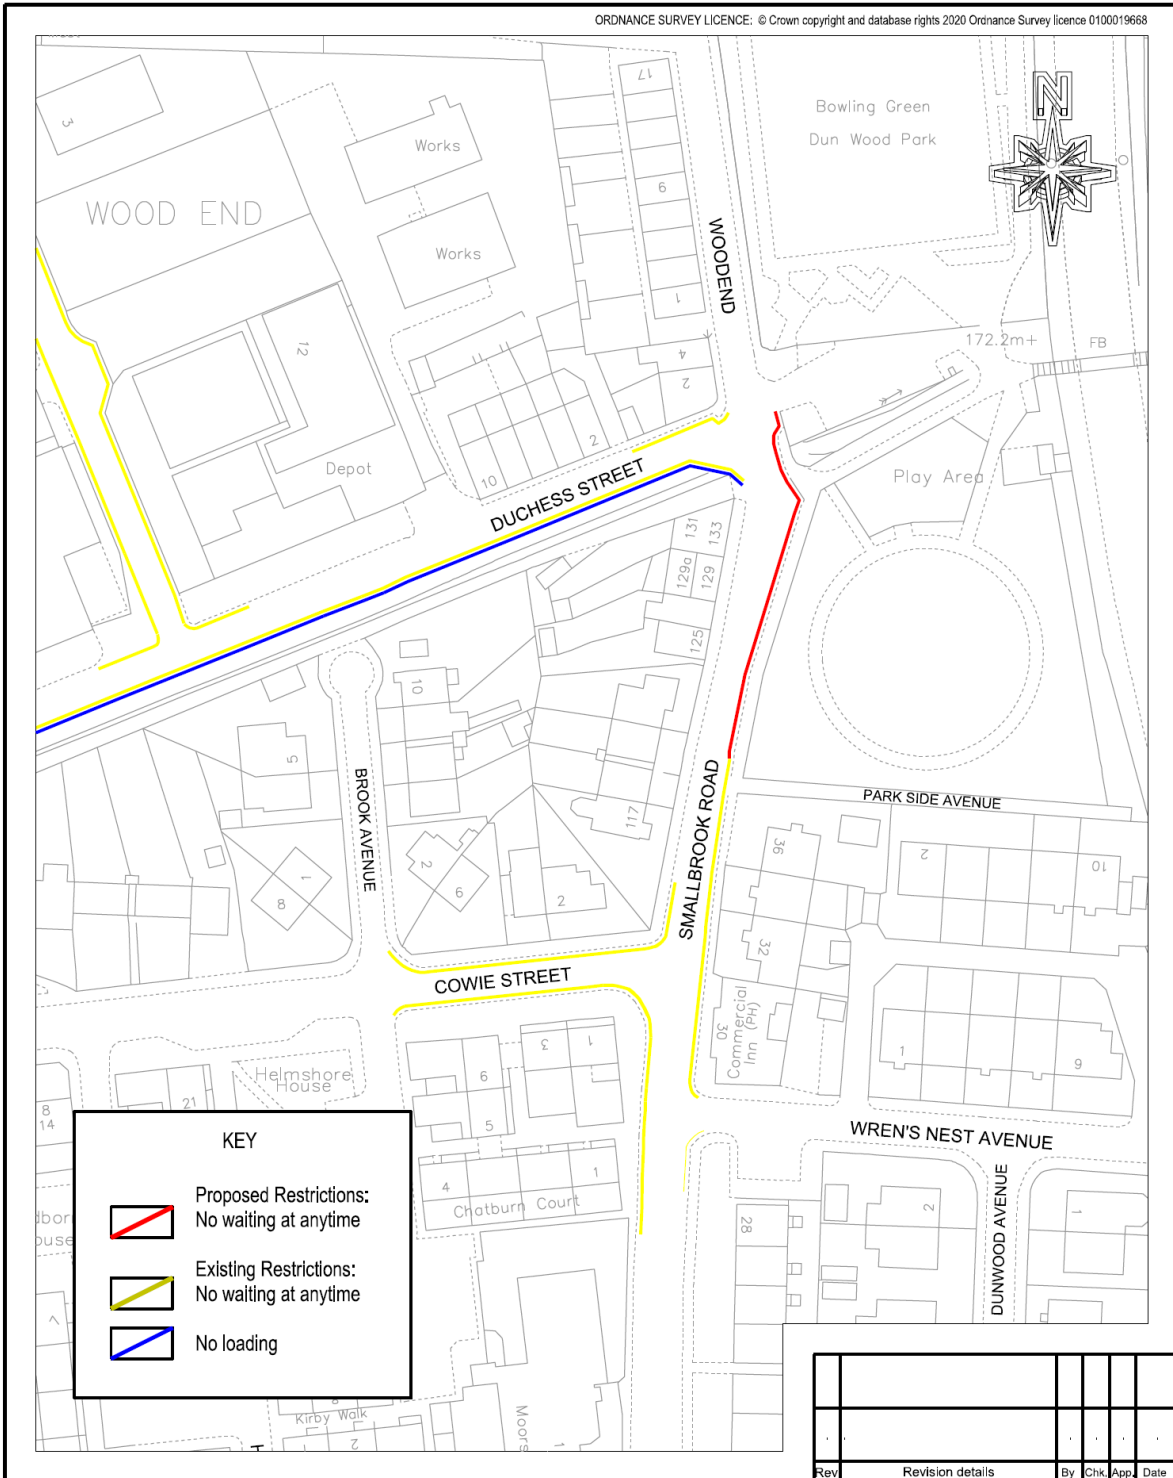 ORDNANCE SURVEY LICENCE: © Crown copyright and database rights 2020 Ordnance Survey licence 0100019668
N
3
Works
17
Bowling Green
Dun Wood Park
WOOD END
9
Works
WOODEND
1
12
4
2
172.2m+
FB
Depot
10
2
DUCHESS STREET
Play Area
131
133
129a
129
125
10
5
BROOK AVENUE
117
SMALLBROOK ROAD
PARK SIDE AVENUE
36
2
10
2
6
1
8
2
32
COWIE STREET
Commercial
Inn (PH)
30
3
1
1
9
Helmshore
House
6
21
5
8
14
WREN'S NEST AVENUE
4
1
Chatburn Court
28
2
1
DUNWOOD AVENUE
KEY
Proposed Restrictions:
No waiting at anytime
Existing Restrictions:
No waiting at anytime
No loading
7
Kirby Walk
2
1
Moors
1
H
Rev
Revision details
By
Chk.
App.
Date